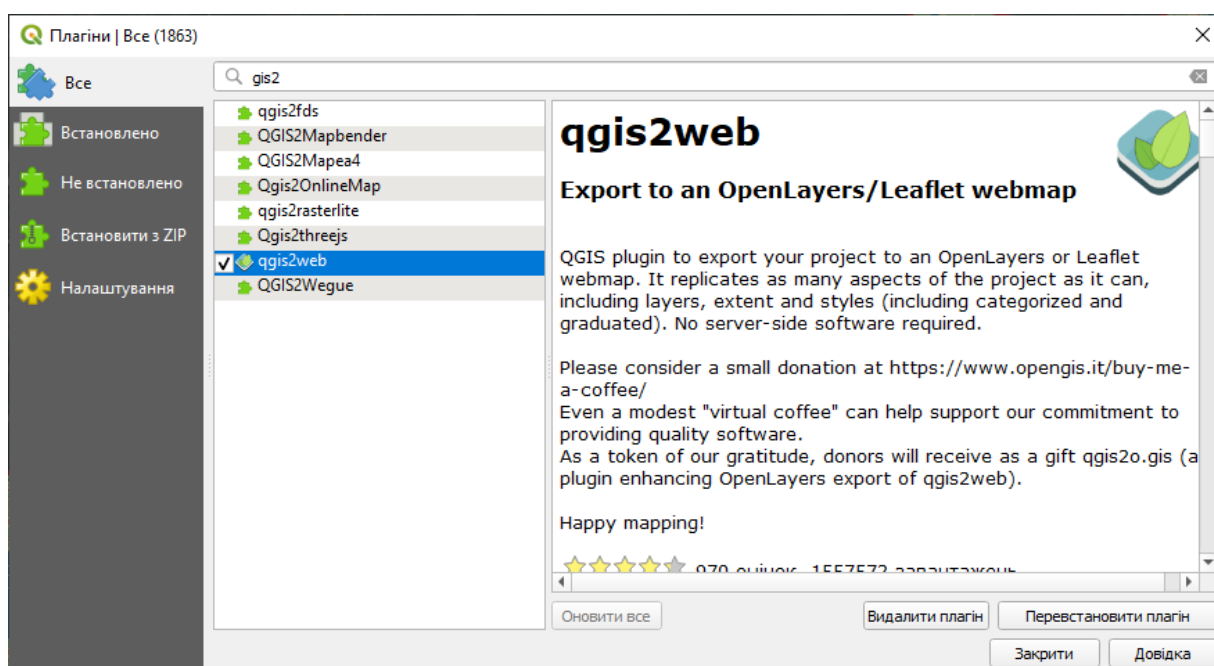 Плагіни | Все (1863)
Все
Встановлено
Не встановлено
Встановити з ZIP
Налаштування
gis2
qgis2fds
QGIS2Mapbender
QGIS2Mapea4
Qgis2OnlineMap
qgis2rasterlite
Qgis2threejs
qgis2web
QGIS2Wegue
qgis2web
Export to an OpenLayers/Leaflet webmap
QGIS plugin to export your project to an OpenLayers or Leaflet
webmap. It replicates as many aspects of the project as it can,
including layers, extent and styles (including categorized and
graduated). No server-side software required.
Please consider a small donation at https://www.opengis.it/buy-me-
a-coffee/
Even a modest "virtual coffee" can help support our commitment to
providing quality software.
As a token of our gratitude, donors will receive as a gift qgis2o.gis (a
plugin enhancing OpenLayers export of qgis2web).
Happy mapping!
970 оцінок, 1557572 завантажень
Оновити все
Видалити плагін
Перевстановити плагін
Закрити
Довідка